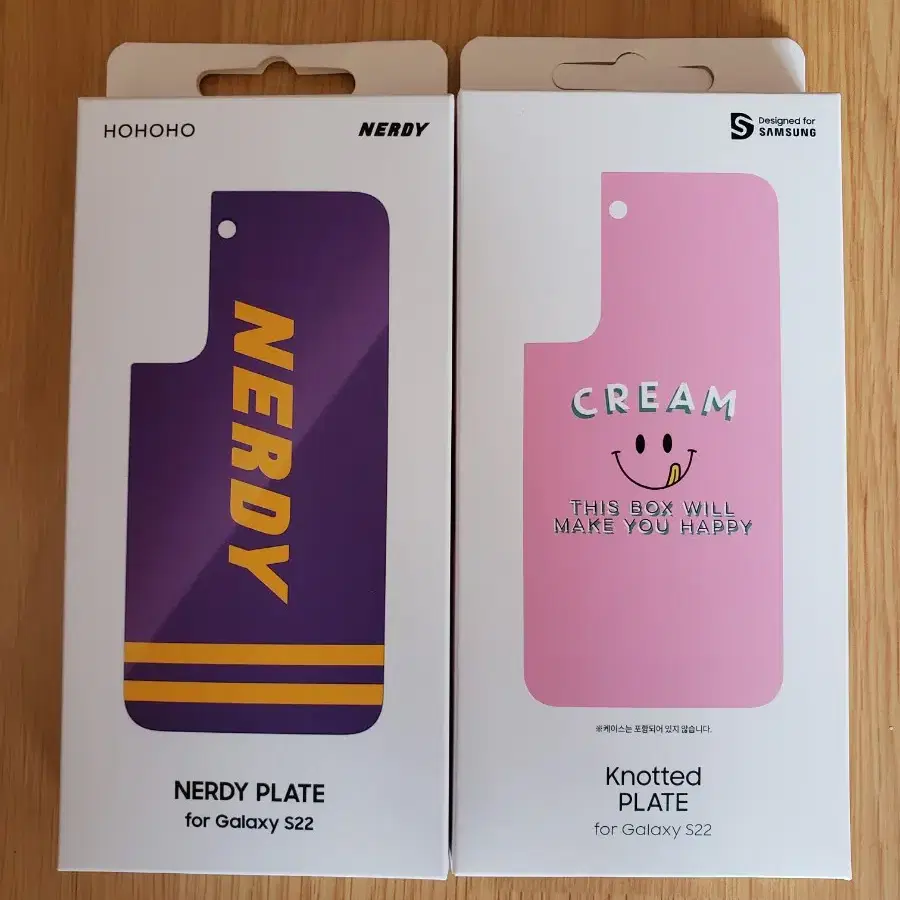 HOHOHO
NERDY
NERDY
NERDY PLATE
for Galaxy S22
Designed for
SAMSUNG
CREAM
THIS BOX WILL
MAKE YOU HAPPY
※케이스는 포함되어 있지 않습니다.
Knotted
PLATE
for Galaxy S22